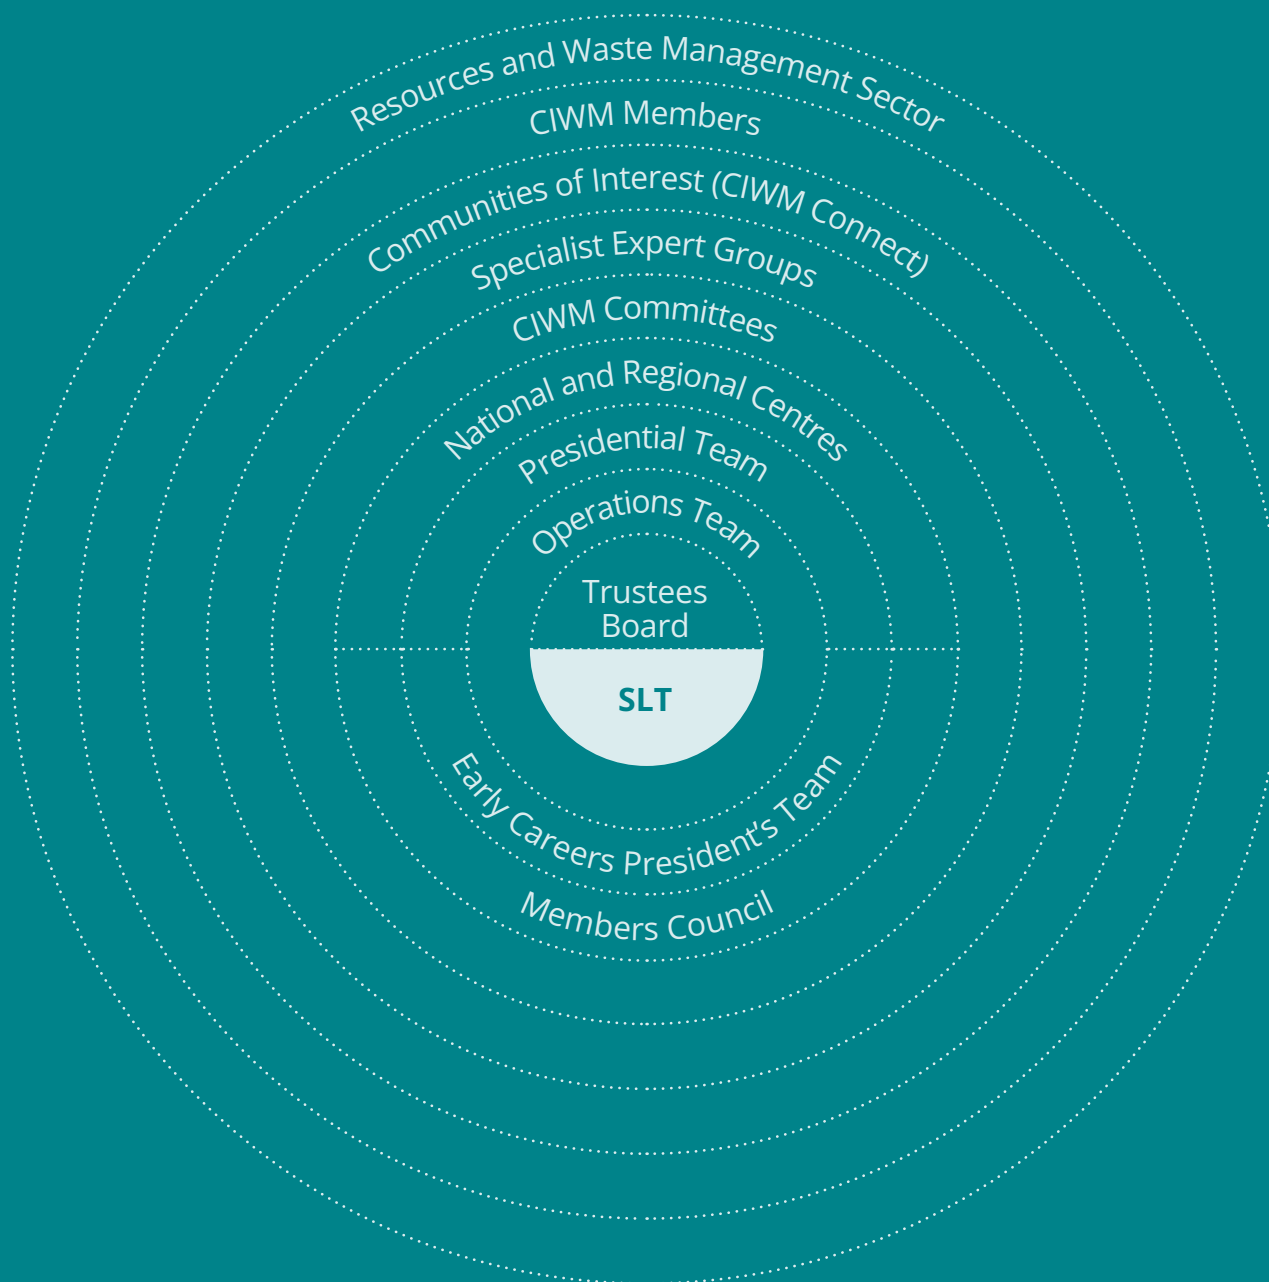 Resources and Waste Management Sector
CIWM Members
Communities of Interest (CIWM Connect)
Specialist Expert Groups
CIWM Committees
National and Regional Centres
Presidential Team
Operations Team
Trustees
Board
SLT
Early Careers President’s Team
Members Council